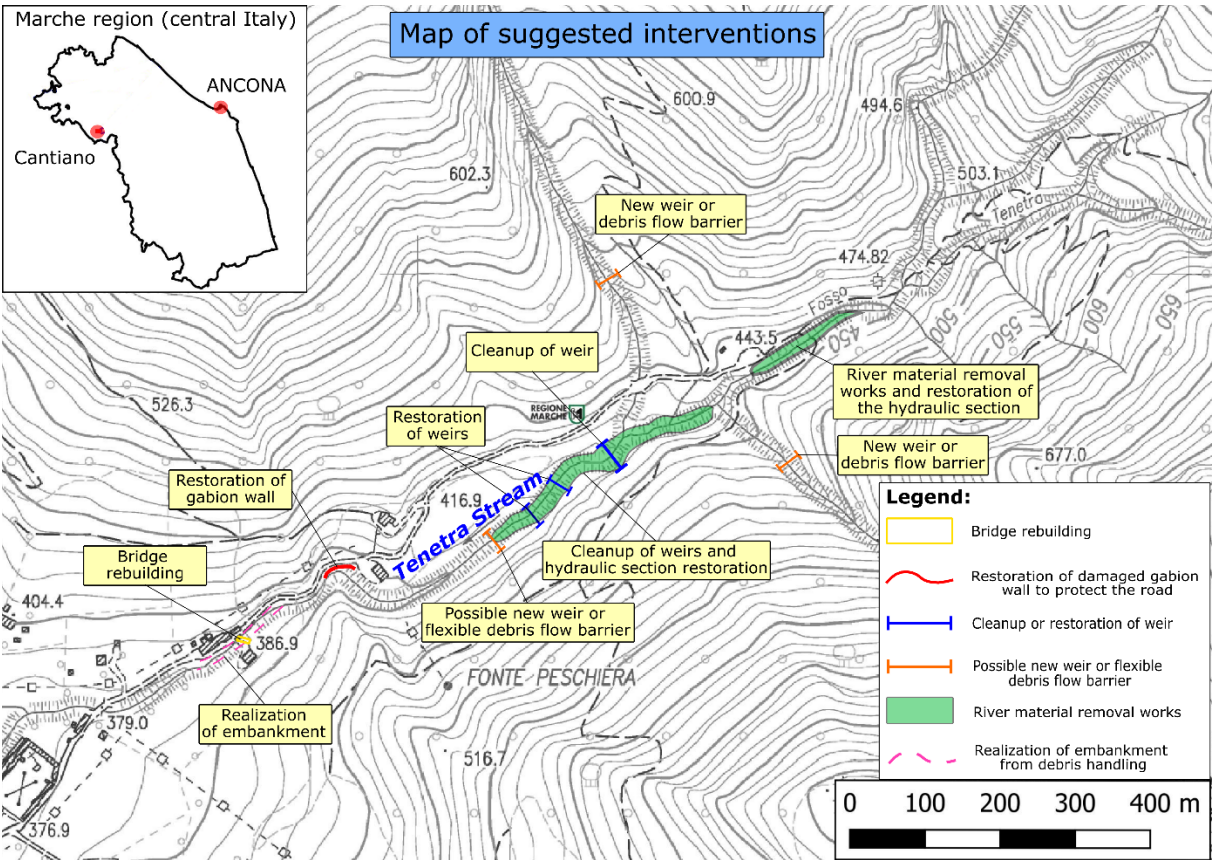 Marche region (central Italy)
ANCONA
Cantiano
Map of suggested interventions
600.9
494.6
602.3
503.1
Tenetra
New weir or
debris flow barrier
474.82
Fosso
Cleanup of weir
443.5
450
500
550
600
650
River material removal
works and restoration of
the hydraulic section
526.3
REGIONE
MARCHE
Restoration
of weirs
New weir or
debris flow barrier
677.0
Restoration of
gabion wall
416.9
Tenetra Stream
Cleanup of weirs and
hydraulic section restoration
Bridge
rebuilding
404.4
Possible new weir or
flexible debris flow barrier
386.9
FONTE PESCHIERA
Realization
of embankment
379.0
516.7
376.9
Legend:
Bridge rebuilding
Restoration of damaged gabion
wall to protect the road
Cleanup or restoration of weir
Possible new weir or flexible
debris flow barrier
River material removal works
Realization of embankment
from debris handling
0 100 200 300 400 m